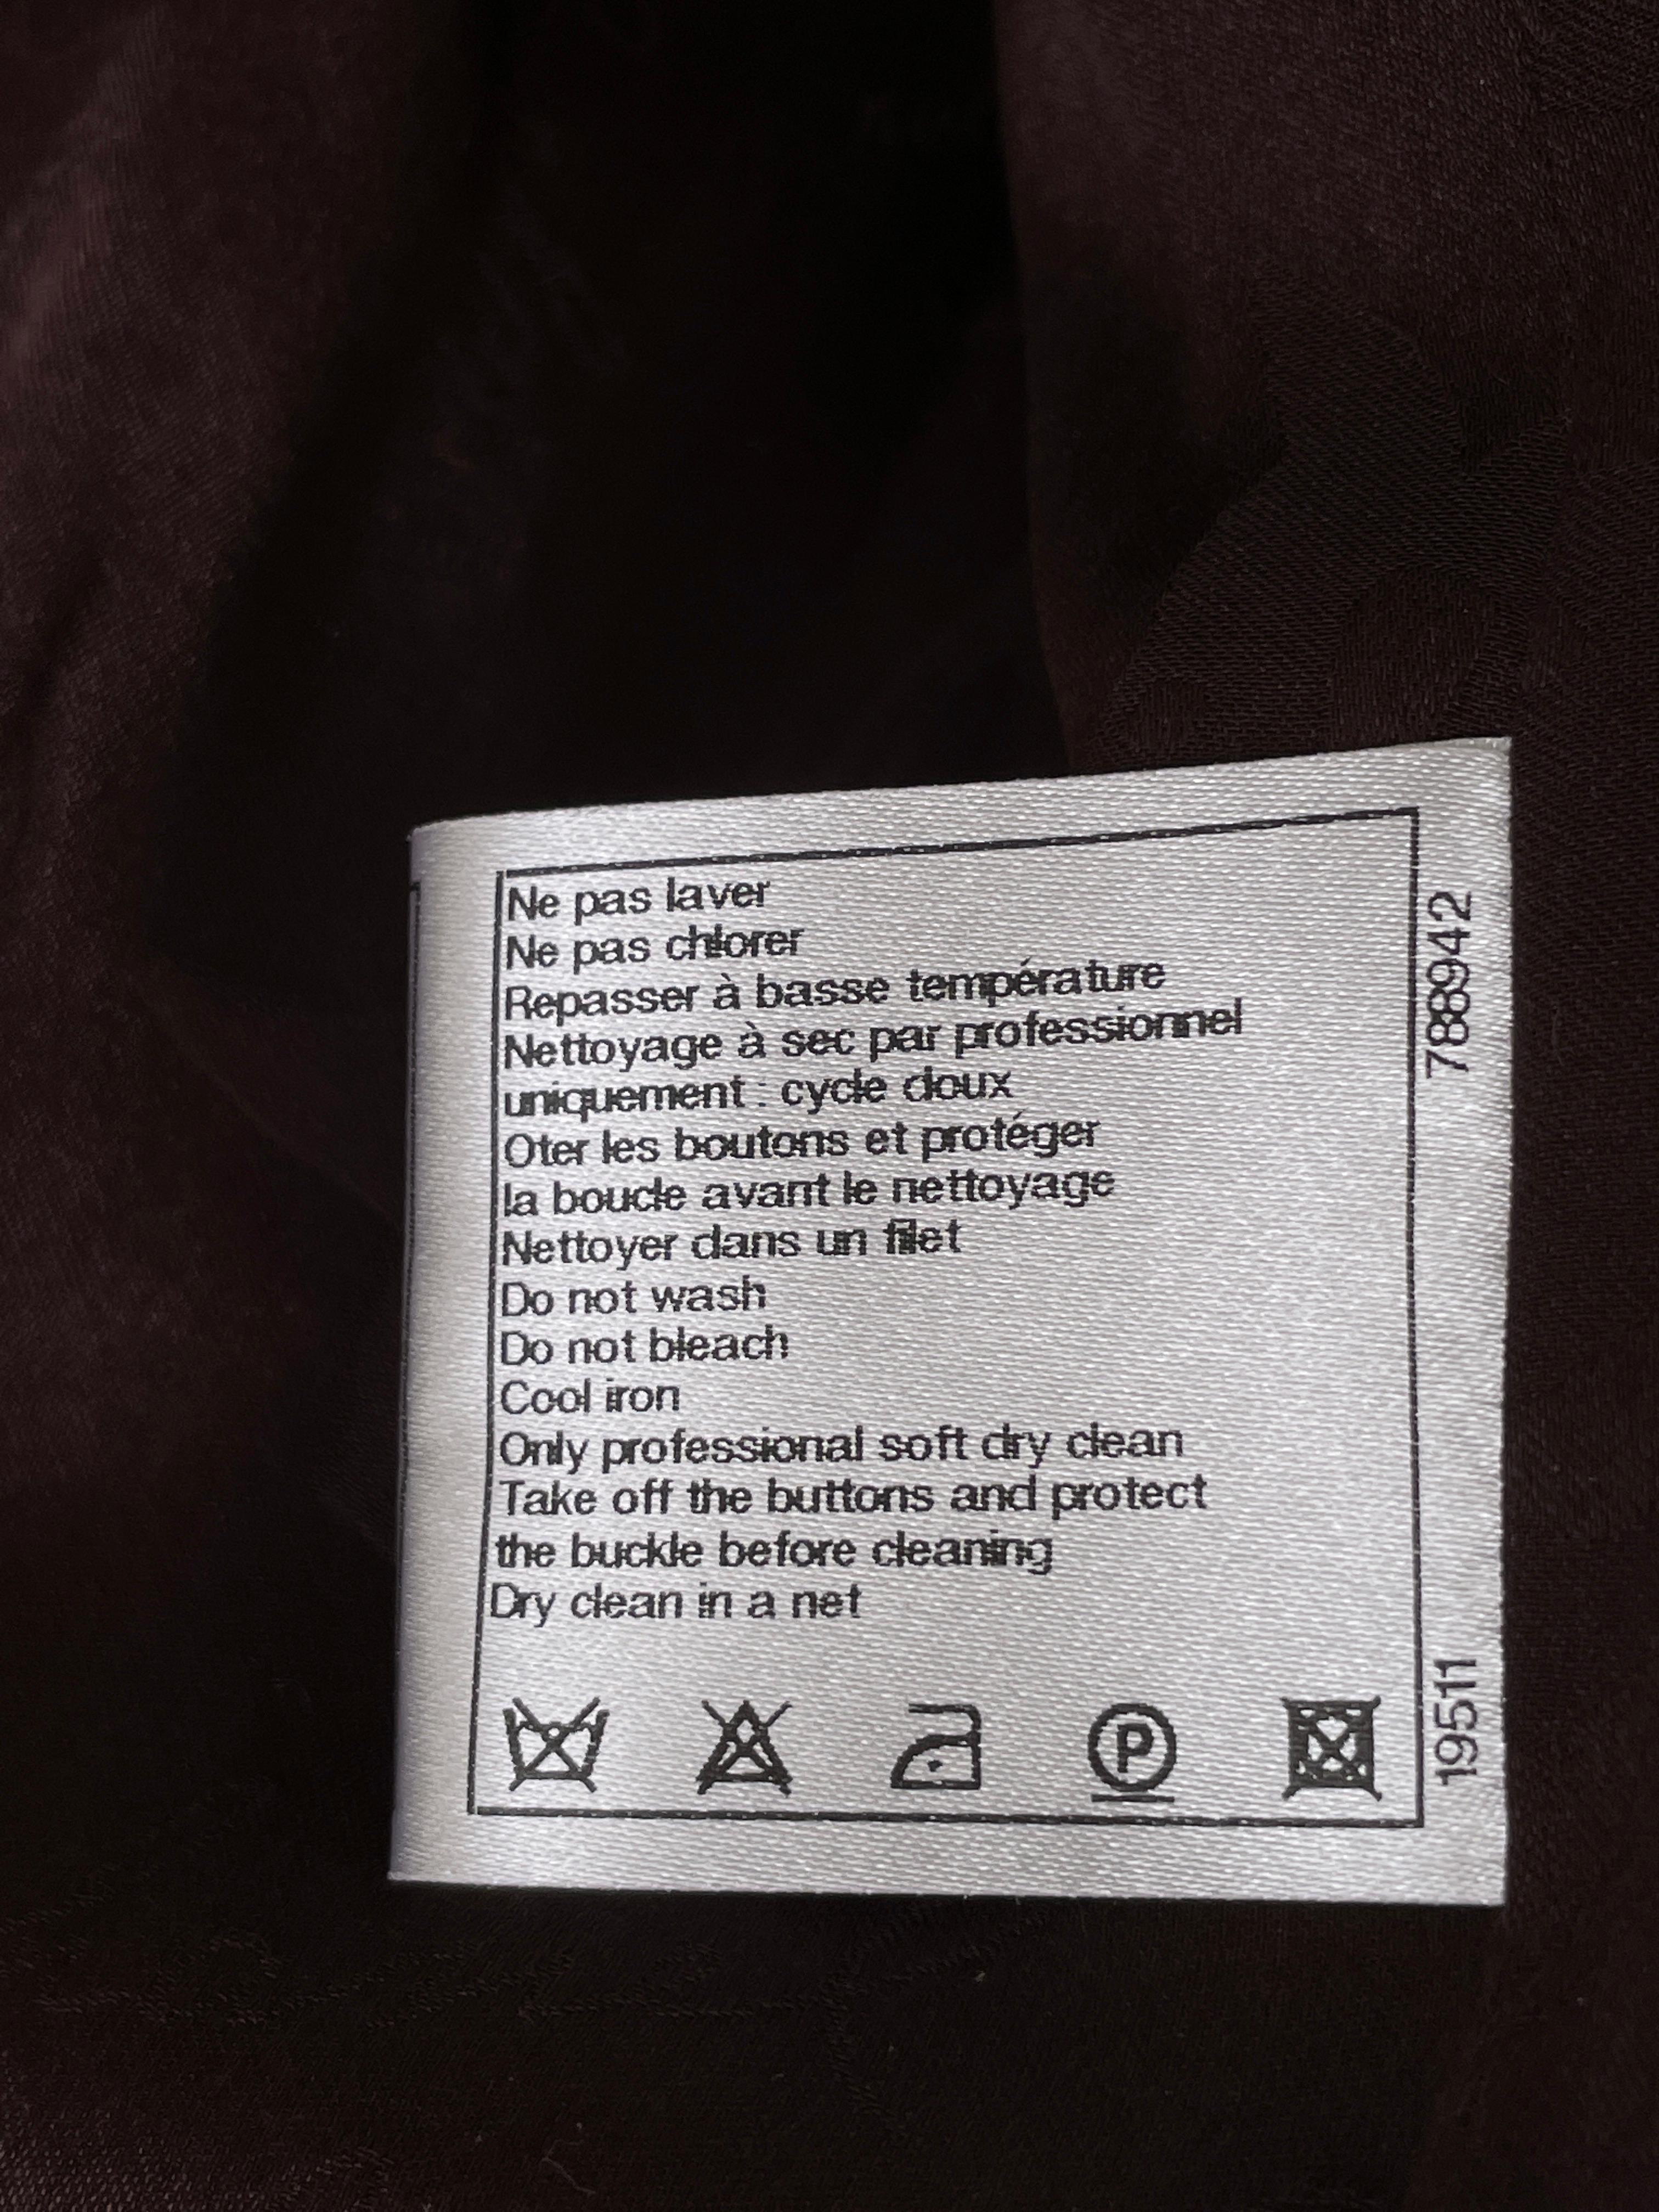 Ne pas laver
Ne pas chlorer
Repasser à basse température
Nettoyage à sec par professionnel
uniquement : cycle doux
Oter les boutons et protéger
la boucle avant le nettoyage
Nettoyer dans un filet
Do not wash
Do not bleach
Cool iron
Only professional soft dry clean
Take off the buttons and protect
the buckle before cleaning
Dry clean in a net
P
788942
19511